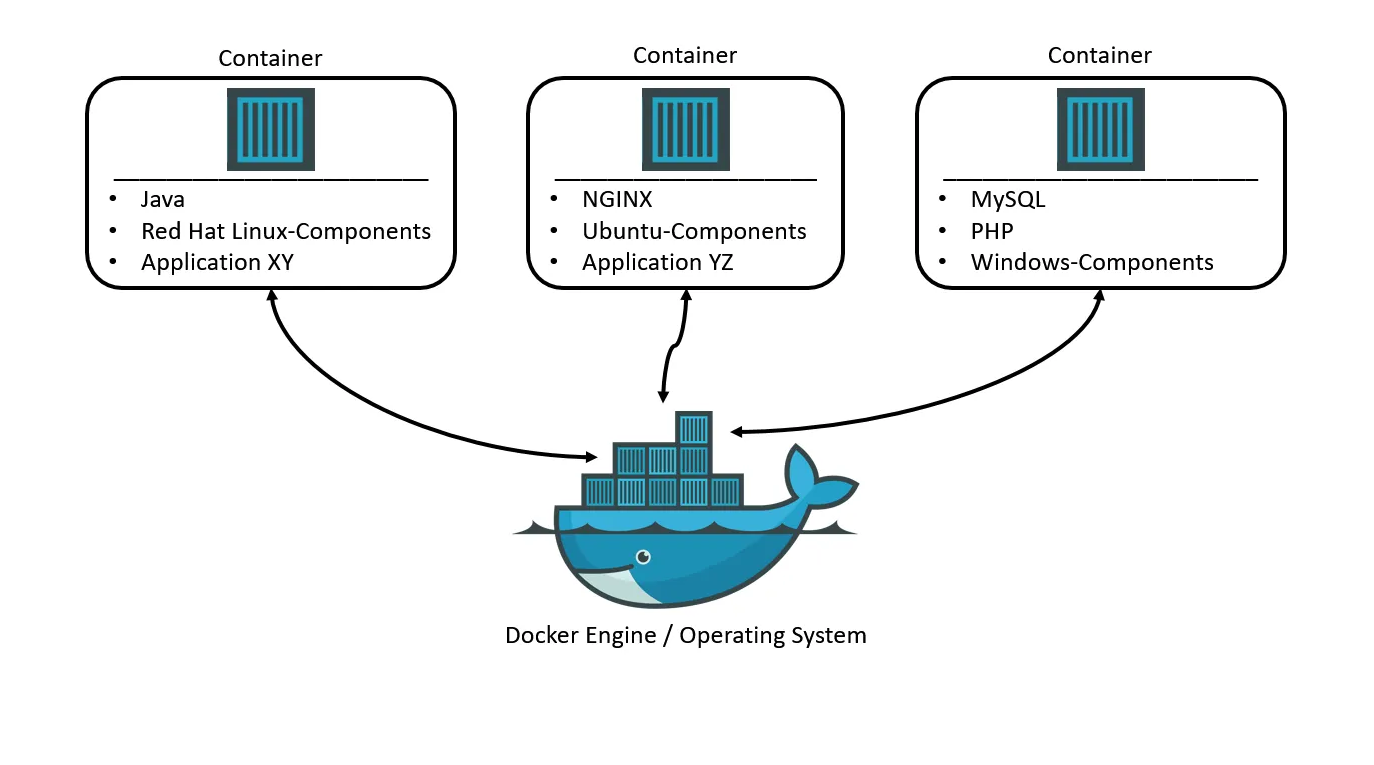 Container
• Java
• Red Hat Linux-Components
• Application XY
Container
• NGINX
• Ubuntu-Components
• Application YZ
Container
• MySQL
• PHP
• Windows-Components
Docker Engine / Operating System